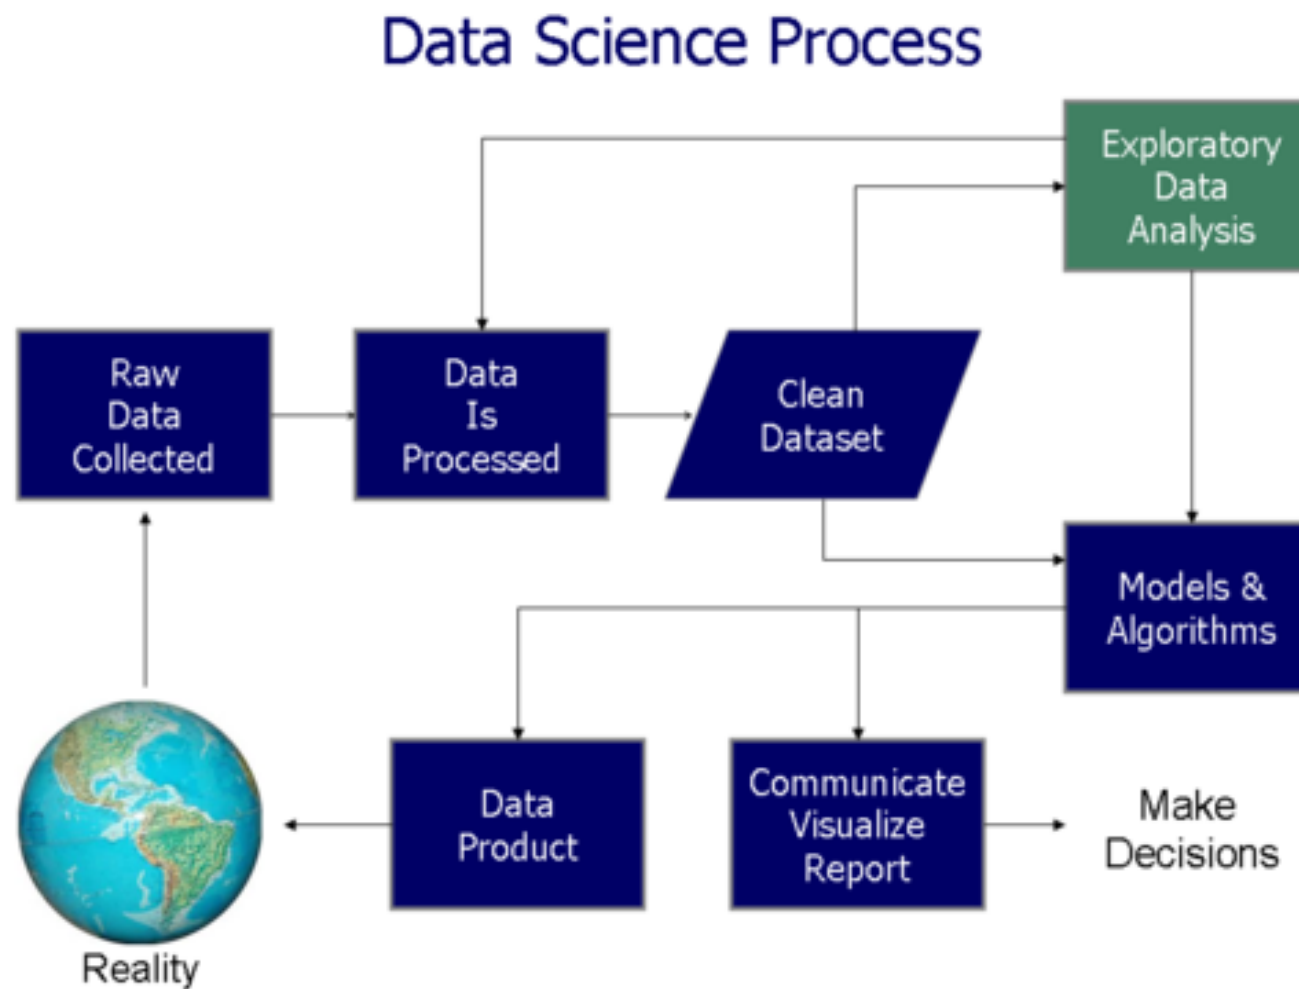 Data Science Process
Exploratory
Data
Analysis
Raw
Data
Collected
Data
Is
Processed
Clean
Dataset
Models &
Algorithms
Data
Product
Communicate
Visualize
Report
Make
Decisions
Reality